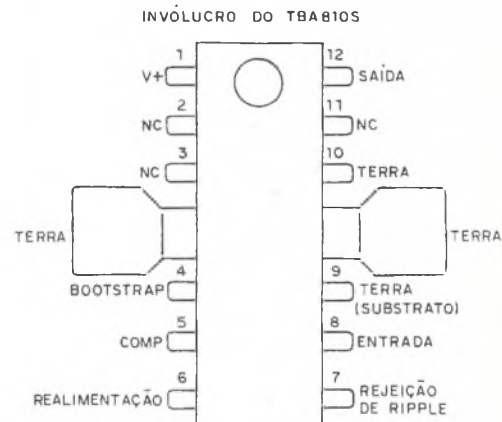 INVÓLUCRO DO TBA810S
1
12
V+
SAÍDA
2
11
NC
NC
3
10
NC
TERRA
TERRA
TERRA
4
9
BOOTSTRAP
TERRA
(SUBSTRATO)
5
8
COMP
ENTRADA
6
7
REALIMENTAÇÃO
REJEIÇÃO
DE RIPPLE